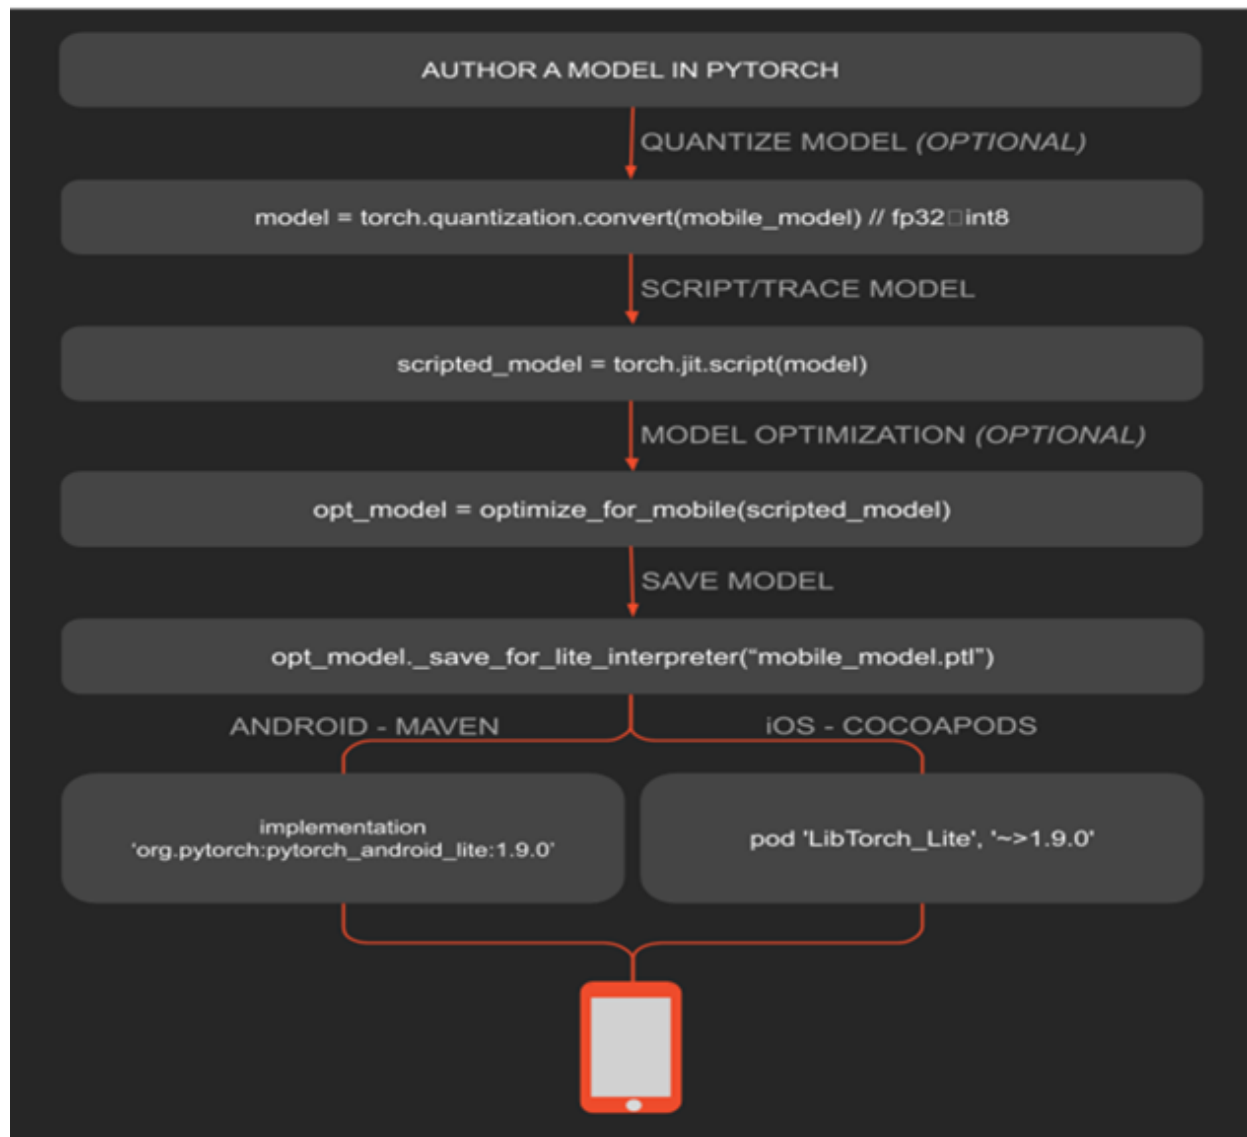 AUTHOR A MODEL IN PYTORCH
QUANTIZE MODEL (OPTIONAL)
model = torch.quantization.convert(mobile_model) // fp32□int8
SCRIPT/TRACE MODEL
scripted_model = torch.jit.script(model)
MODEL OPTIMIZATION (OPTIONAL)
opt_model = optimize_for_mobile(scripted_model)
SAVE MODEL
opt_model._save_for_lite_interpreter(“mobile_model.ptl”)
ANDROID - MAVEN
iOS - COCOAPODS
implementation
‘org.pytorch:pytorch_android_lite:1.9.0’
pod 'LibTorch_Lite', '~>1.9.0'